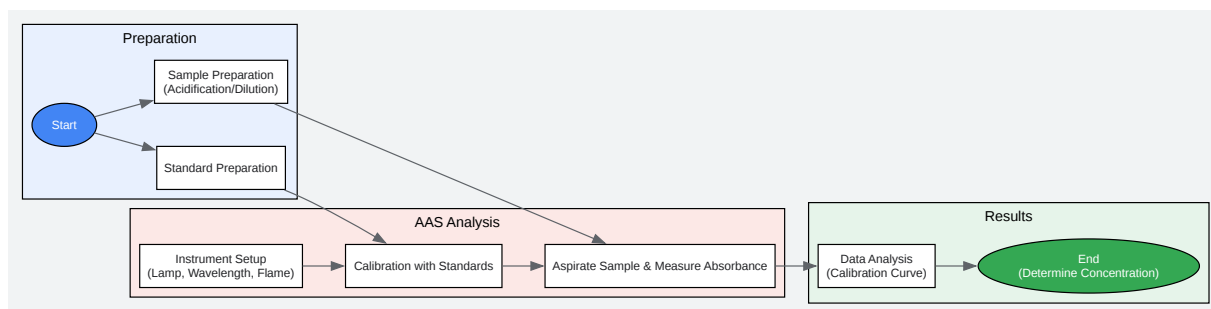 Preparation
Sample Preparation
(Acidification/Dilution)
Start
Standard Preparation
AAS Analysis
Instrument Setup
(Lamp, Wavelength, Flame)
Calibration with Standards
Aspirate Sample & Measure Absorbance
Results
Data Analysis
(Calibration Curve)
End
(Determine Concentration)